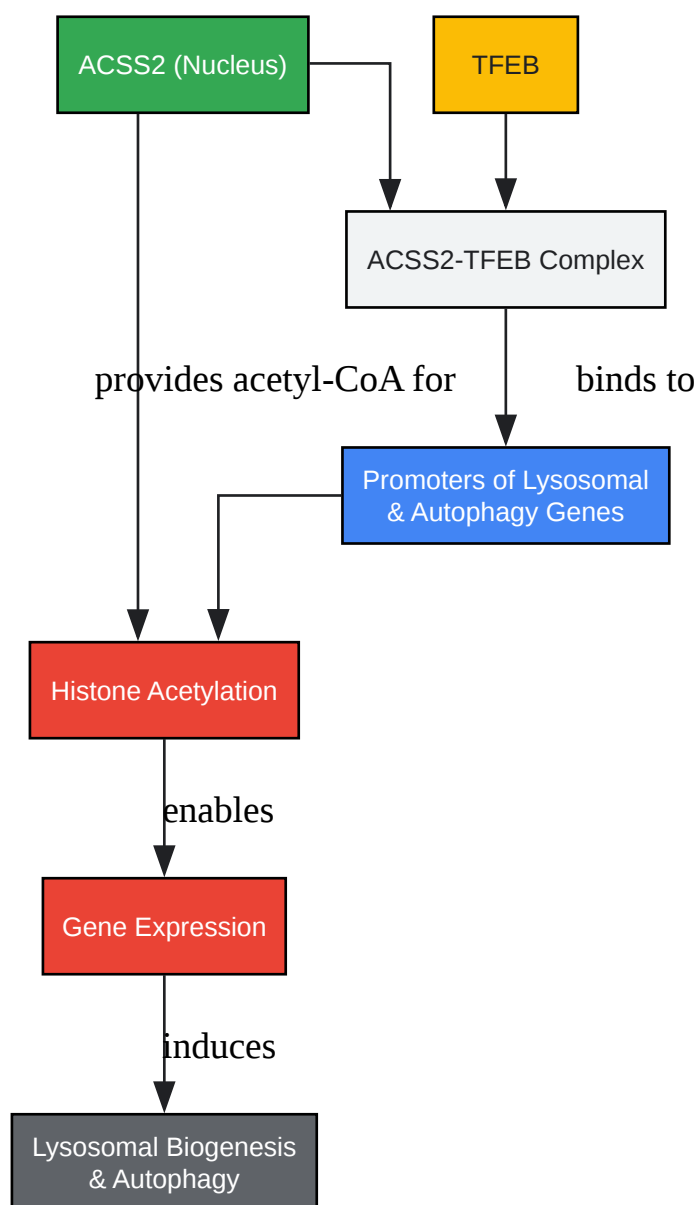 ACSS2 (Nucleus)
TFEB
ACSS2-TFEB Complex
provides acetyl-CoA for
binds to
Promoters of Lysosomal
& Autophagy Genes
Histone Acetylation
enables
Gene Expression
induces
Lysosomal Biogenesis
& Autophagy